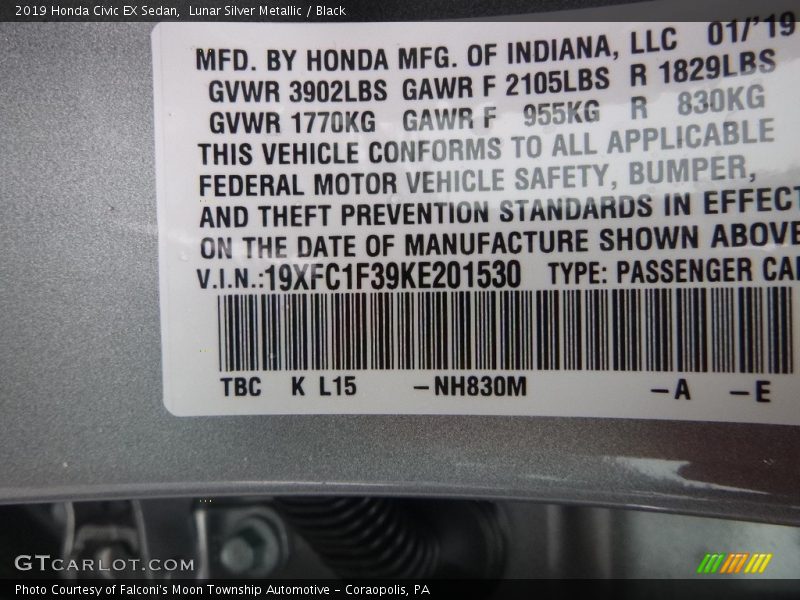 2019 Honda Civic EX Sedan,  Lunar Silver Metallic / Black
MFD. BY HONDA MFG. OF INDIANA, LLC 01/'19
GVWR 3902LBS GAWR F 2105LBS R 1829LBS
GVWR 1770KG GAWR F 955KG R 830KG
THIS VEHICLE CONFORMS TO ALL APPLICABLE
FEDERAL MOTOR VEHICLE SAFETY, BUMPER,
AND THEFT PREVENTION STANDARDS IN EFFECT
ON THE DATE OF MANUFACTURE SHOWN ABOVE
V.I.N.:19XFC1F39KE201530 TYPE: PASSENGER CAR
TBC K L15 –NH830M –A –E
GTCARLOT.COM
Photo Courtesy of Falconi's Moon Township Automotive – Coraopolis, PA